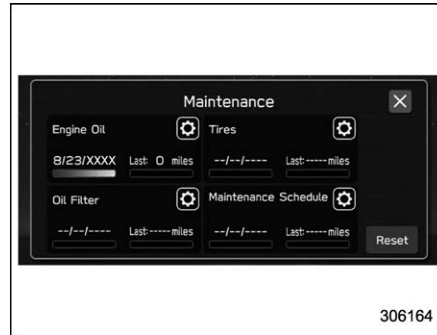 Maintenance
Engine Oil
8/23/XXXX Last: 0 miles
Tires
--/--/---- Last:-----miles
Oil Filter
--/--/---- Last:-----miles
Maintenance Schedule
--/--/---- Last:-----miles
Reset
306164